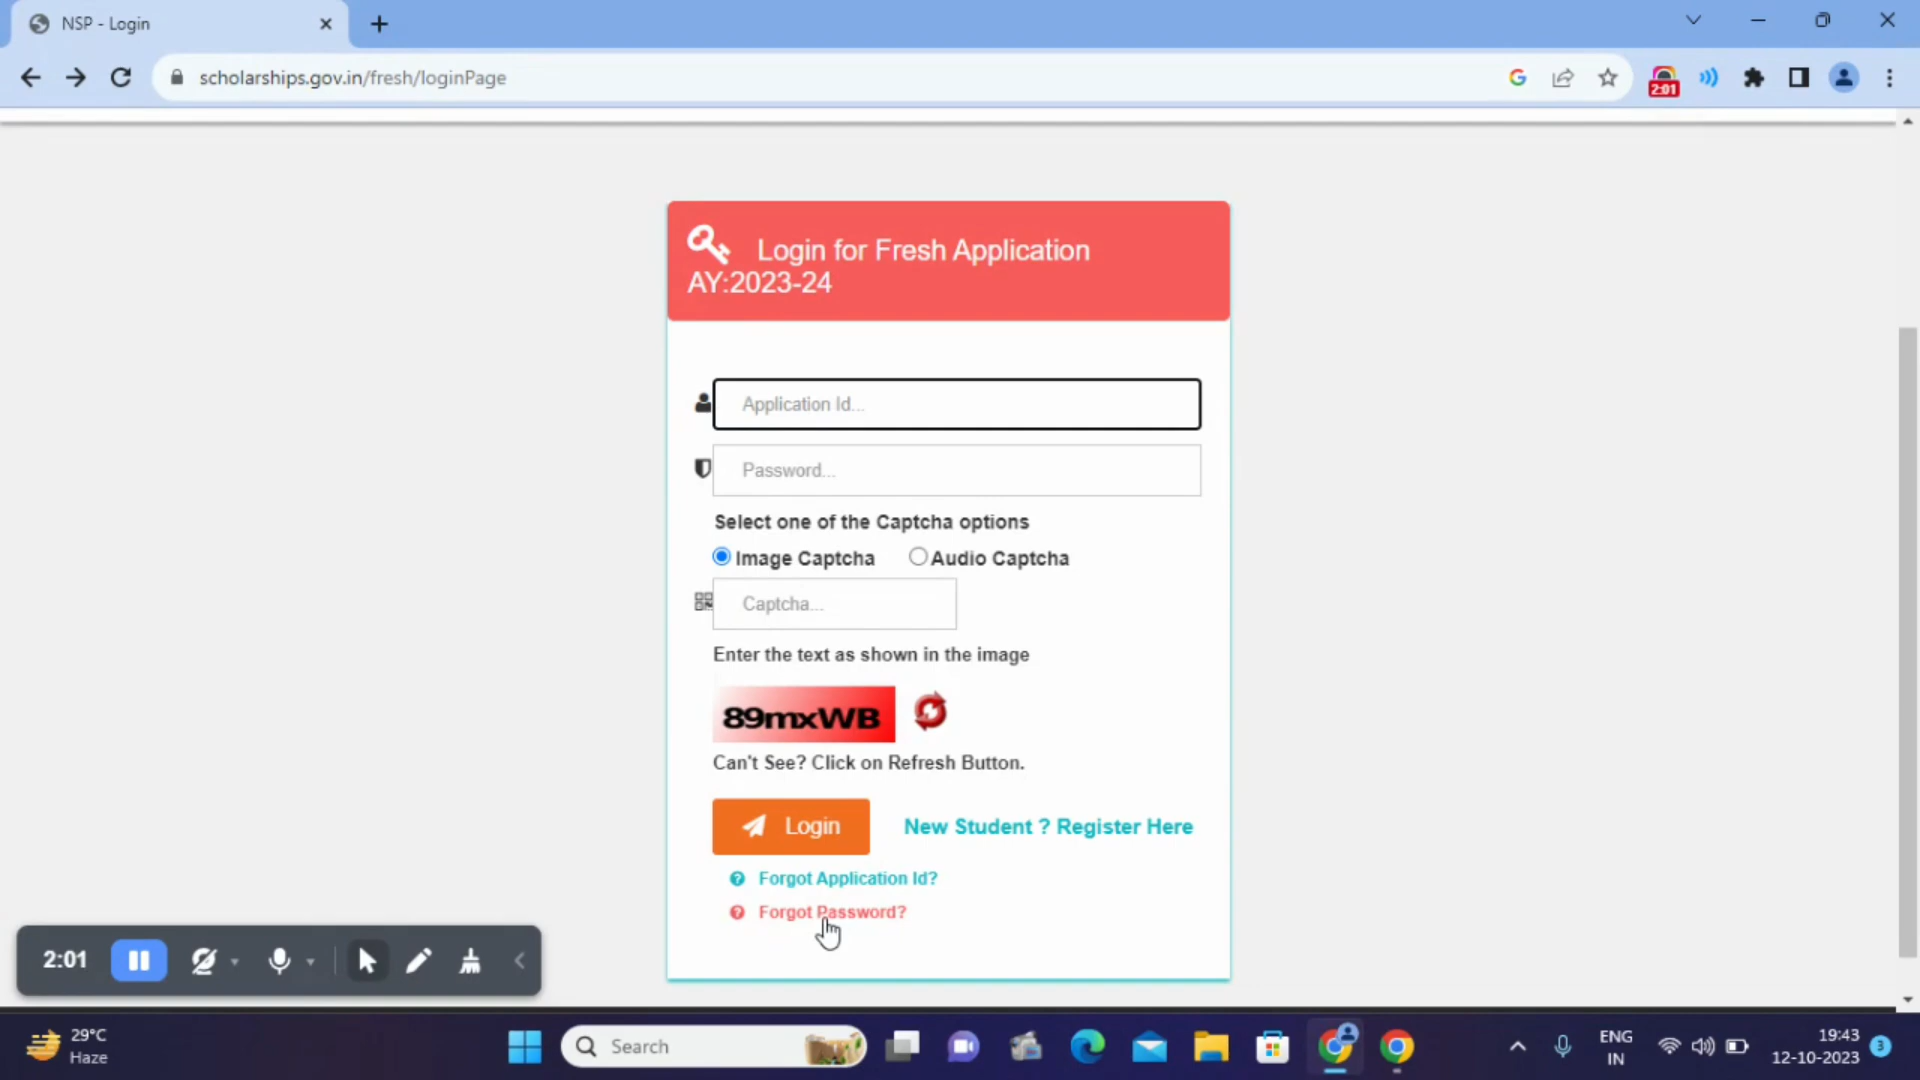 NSP - Login
scholarships.gov.in/fresh/loginPage
2:01
Login for Fresh Application
AY:2023-24
Application Id...
Password...
Select one of the Captcha options
Image Captcha Audio Captcha
Captcha...
Enter the text as shown in the image
89mxWB
Can't See? Click on Refresh Button.
Login New Student ? Register Here
Forgot Application Id?
Forgot Password?
2:01
29°C
Haze
Search
ENG
IN
19:43
12-10-2023
3